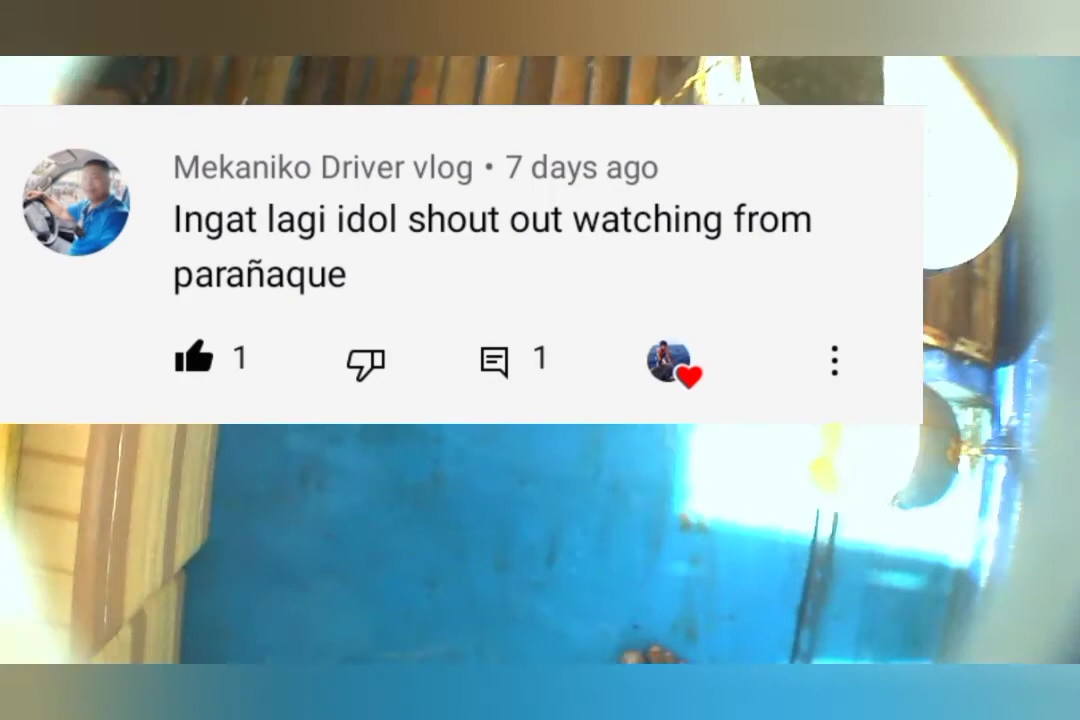 Mekaniko Driver vlog • 7 days ago
Ingat lagi idol shout out watching from
parañaque
1
1